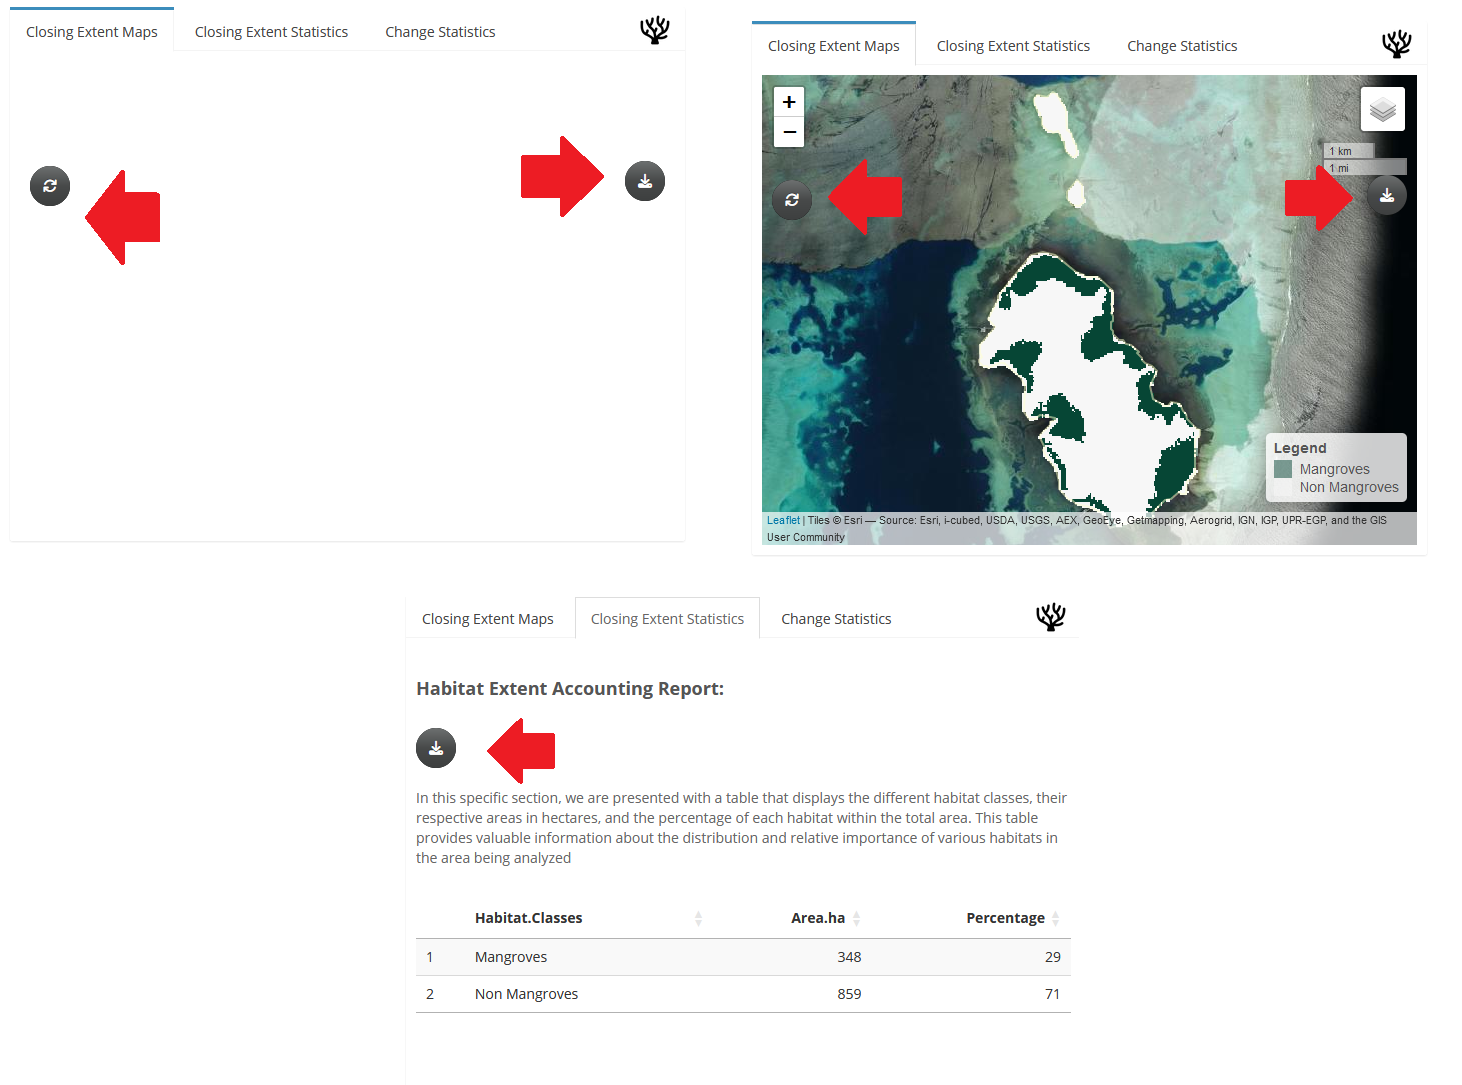 Closing Extent Maps
Closing Extent Statistics
Change Statistics
Closing Extent Maps
Closing Extent Statistics
Change Statistics
+
−
1 km
1 mi
Legend
Mangroves
Non Mangroves
Leaflet | Tiles © Esri — Source: Esri, i-cubed, USDA, USGS, AEX, GeoEye, Getmapping, Aerogrid, IGN, IGP, UPR-EGP, and the GIS
User Community
Closing Extent Maps
Closing Extent Statistics
Change Statistics
Habitat Extent Accounting Report:
In this specific section, we are presented with a table that displays the different habitat classes, their
respective areas in hectares, and the percentage of each habitat within the total area. This table
provides valuable information about the distribution and relative importance of various habitats in
the area being analyzed
Habitat.Classes Area.ha Percentage
1 Mangroves 348 29
2 Non Mangroves 859 71